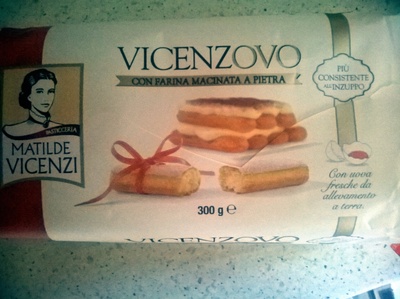 VICENZOVO
CON FARINA MACINATA A PIETRA
PIÙ
CONSISTENTE
ALL'INZUPPO
PASTICCERIA
MATILDE
VICENZI
Con uova
fresche da
allevamento
a terra.
300 g e
VICENZOVO